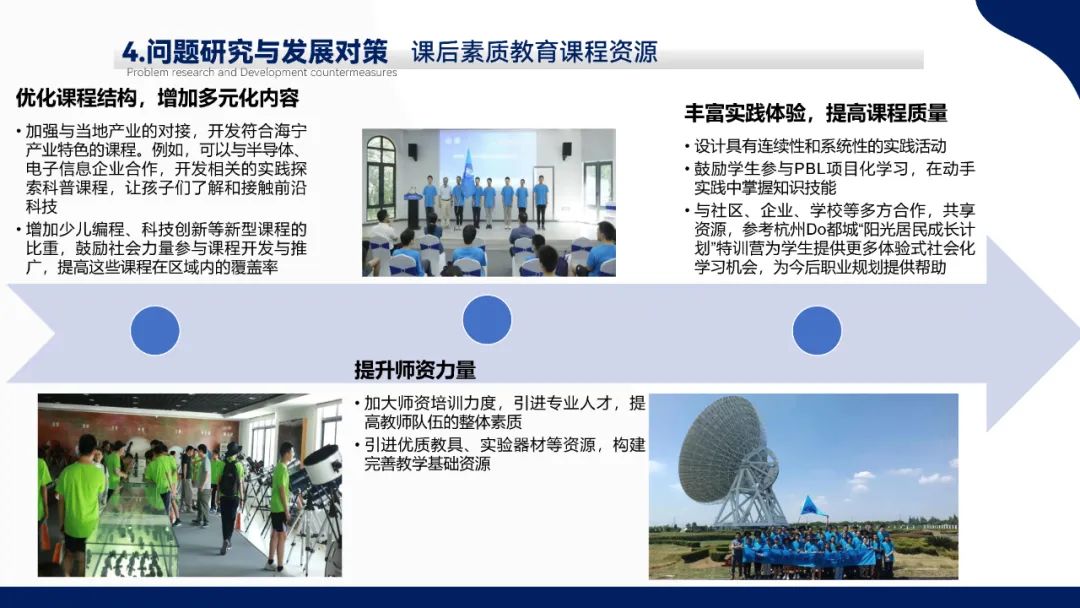 4.问题研究与发展对策 课后素质教育课程资源
Problem research and Development countermeasures
优化课程结构，增加多元化内容
• 加强与当地产业的对接，开发符合海宁
产业特色的课程。例如，可以与半导体、
电子信息企业合作，开发相关的实践探
索科普课程，让孩子们了解和接触前沿
科技
• 增加少儿编程、科技创新等新型课程的
比重，鼓励社会力量参与课程开发与推
广，提高这些课程在区域内的覆盖率
提升师资力量
• 加大师资培训力度，引进专业人才，提
高教师队伍的整体素质
• 引进优质教具、实验器材等资源，构建
完善教学基础资源
丰富实践体验，提高课程质量
• 设计具有连续性和系统性的实践活动
• 鼓励学生参与PBL项目化学习，在动手
实践中掌握知识技能
• 与社区、企业、学校等多方合作，共享
资源，参考杭州Do都城“阳光居民成长计
划”特训营为学生提供更多体验式社会化
学习机会，为今后职业规划提供帮助